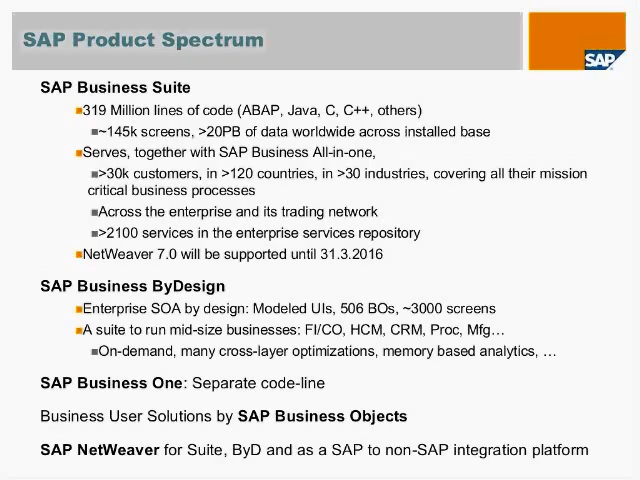 SAP Product Spectrum
SAP
SAP Business Suite
319 Million lines of code (ABAP, Java, C, C++, others)
~145k screens, >20PB of data worldwide across installed base
Serves, together with SAP Business All-in-one,
>30k customers, in >120 countries, in >30 industries, covering all their mission
critical business processes
Across the enterprise and its trading network
>2100 services in the enterprise services repository
NetWeaver 7.0 will be supported until 31.3.2016
SAP Business ByDesign
Enterprise SOA by design: Modeled UIs, 506 BOs, ~3000 screens
A suite to run mid-size businesses: FI/CO, HCM, CRM, Proc, Mfg…
On-demand, many cross-layer optimizations, memory based analytics, …
SAP Business One: Separate code-line
Business User Solutions by SAP Business Objects
SAP NetWeaver for Suite, ByD and as a SAP to non-SAP integration platform